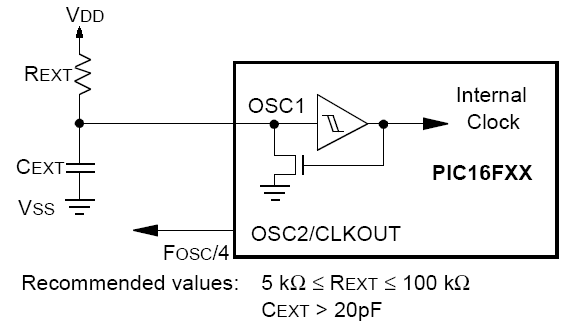 VDD
REXT
OSC1
Internal
Clock
CEXT
PIC16FXX
VSS
OSC2/CLKOUT
FOSC/4
Recommended values: 5 kΩ ≤ REXT ≤ 100 kΩ
CEXT > 20pF